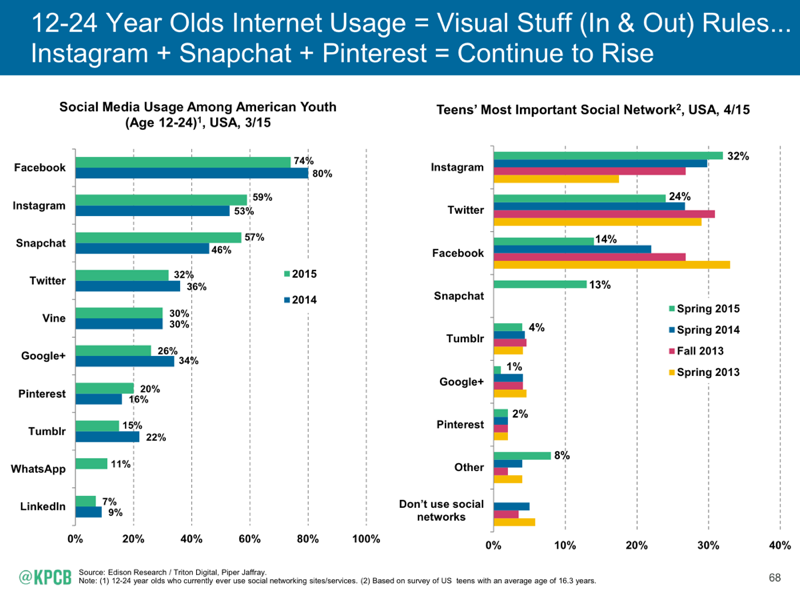 12-24 Year Olds Internet Usage = Visual Stuff (In & Out) Rules...
Instagram + Snapchat + Pinterest = Continue to Rise
Social Media Usage Among American Youth
(Age 12-24)1, USA, 3/15
Facebook
74%
80%
Instagram
59%
53%
Snapchat
57%
46%
Twitter
32%
36%
Vine
30%
30%
Google+
26%
34%
Pinterest
20%
16%
Tumblr
15%
22%
WhatsApp
11%
LinkedIn
7%
9%
2015
2014
0% 20% 40% 60% 80% 100%
Teens' Most Important Social Network2, USA, 4/15
Instagram
32%
Twitter
24%
Facebook
14%
Snapchat
13%
Tumblr
4%
Google+
1%
Pinterest
2%
Other
8%
Don't use social
networks
Spring 2015
Spring 2014
Fall 2013
Spring 2013
0% 10% 20% 30% 40%
@KPCB
Source: Edison Research / Triton Digital, Piper Jaffray.
Note: (1) 12-24 year olds who currently ever use social networking sites/services. (2) Based on survey of US teens with an average age of 16.3 years.
68